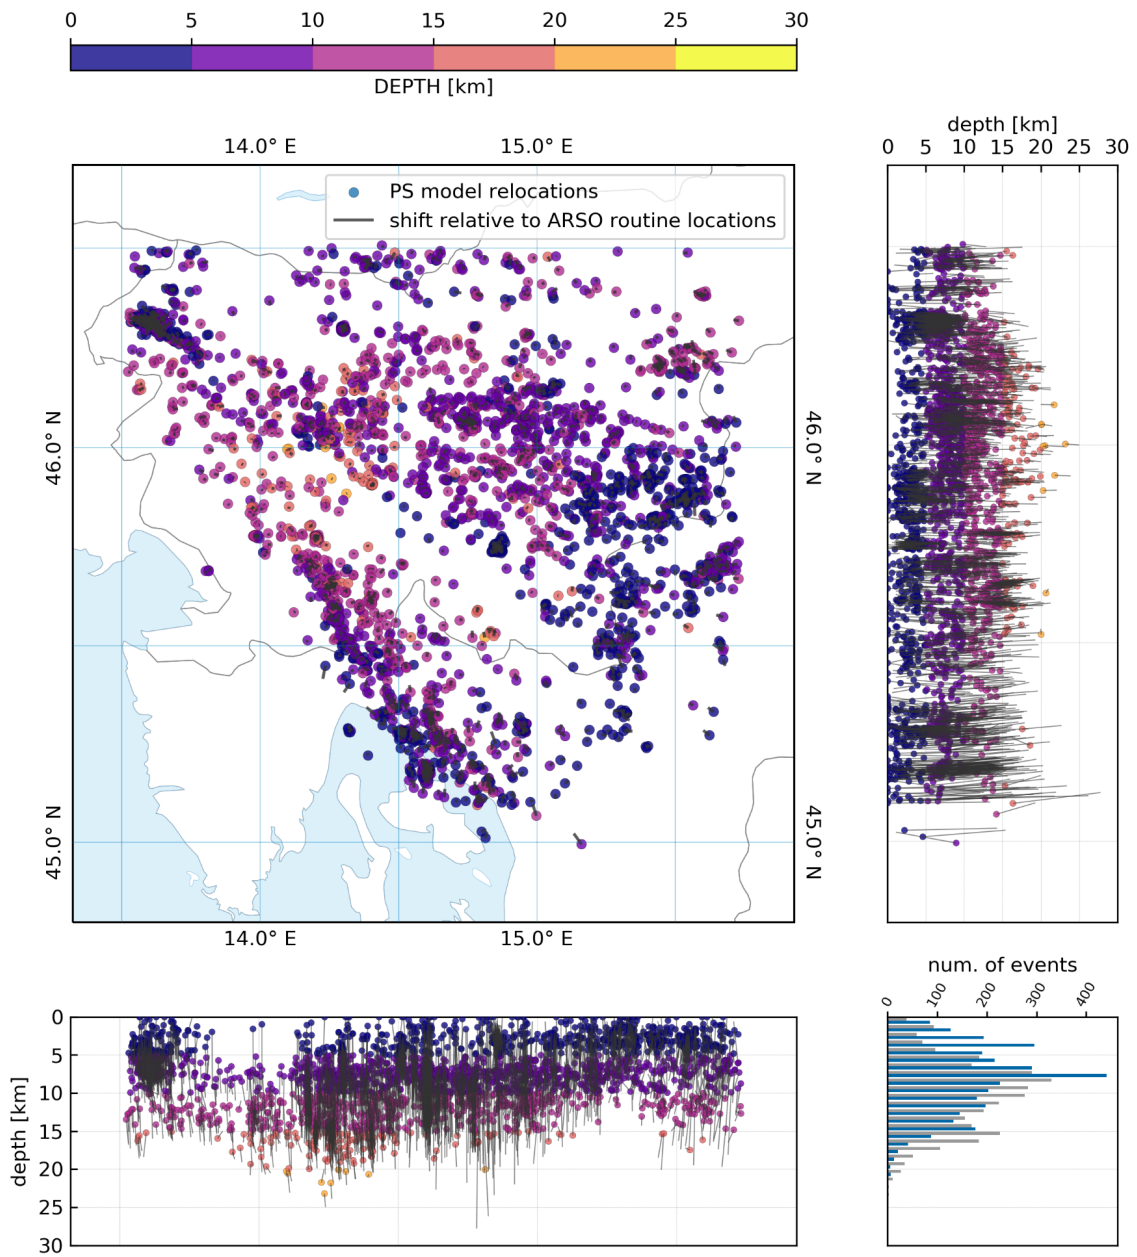 0 5 10 15 20 25 30
DEPTH [km]
14.0° E 15.0° E
PS model relocations
shift relative to ARSO routine locations
46.0° N
46.0° N
45.0° N
45.0° N
14.0° E 15.0° E
depth [km]
0 5 10 15 20 25 30
0
5
10
15
20
25
30
depth [km]
num. of events
0 100 200 300 400